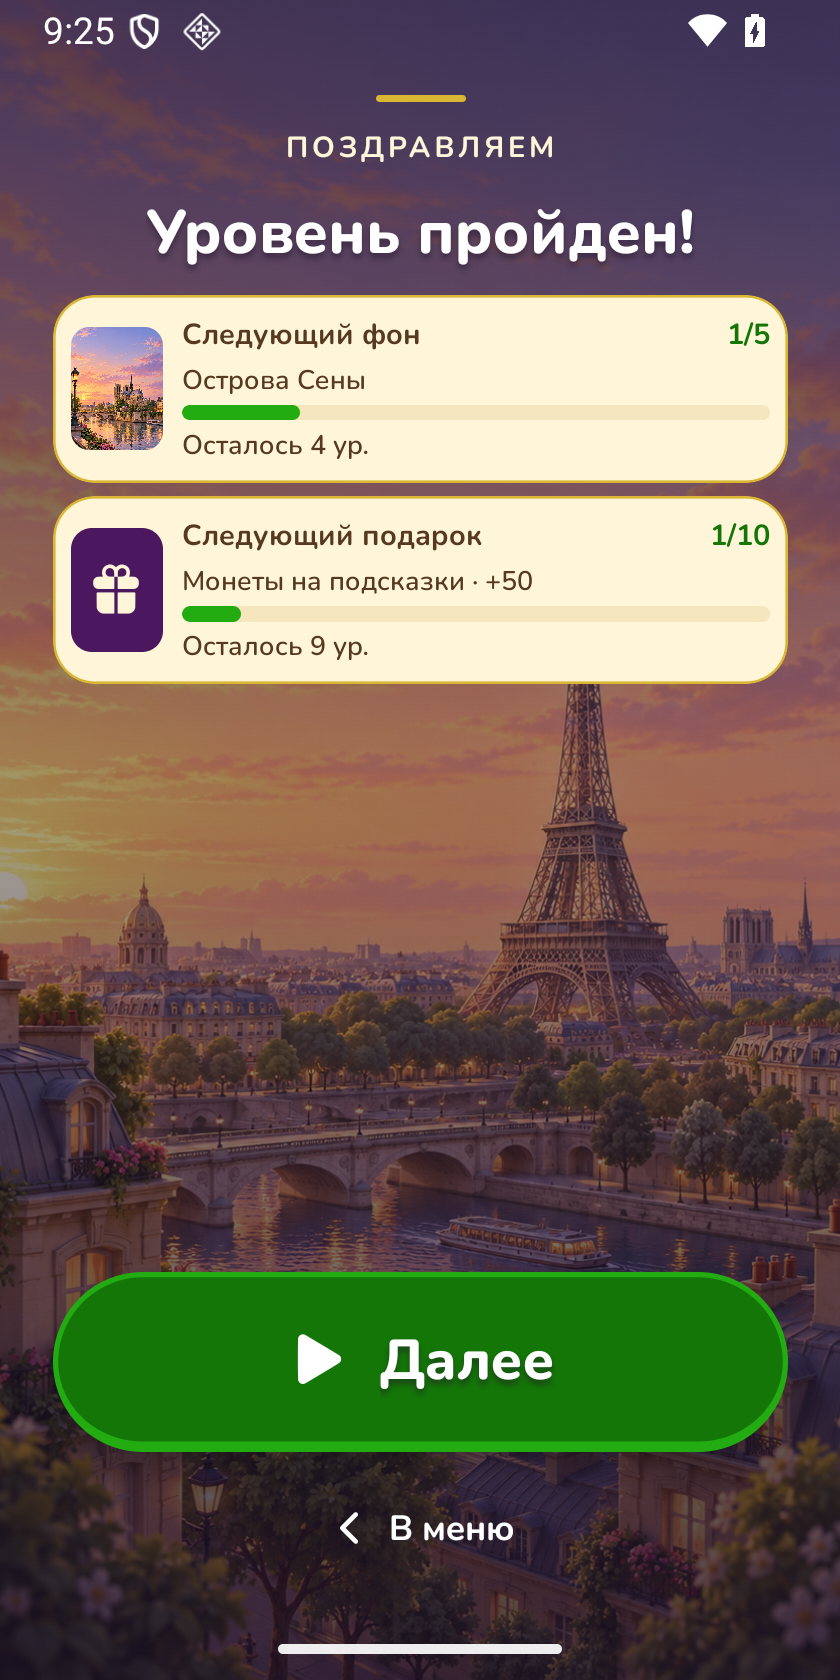 9:25
ПОЗДРАВЛЯЕМ
Уровень пройден!
Следующий фон 1/5
Острова Сены
Осталось 4 ур.
Следующий подарок 1/10
Монеты на подсказки · +50
Осталось 9 ур.
Далее
В меню